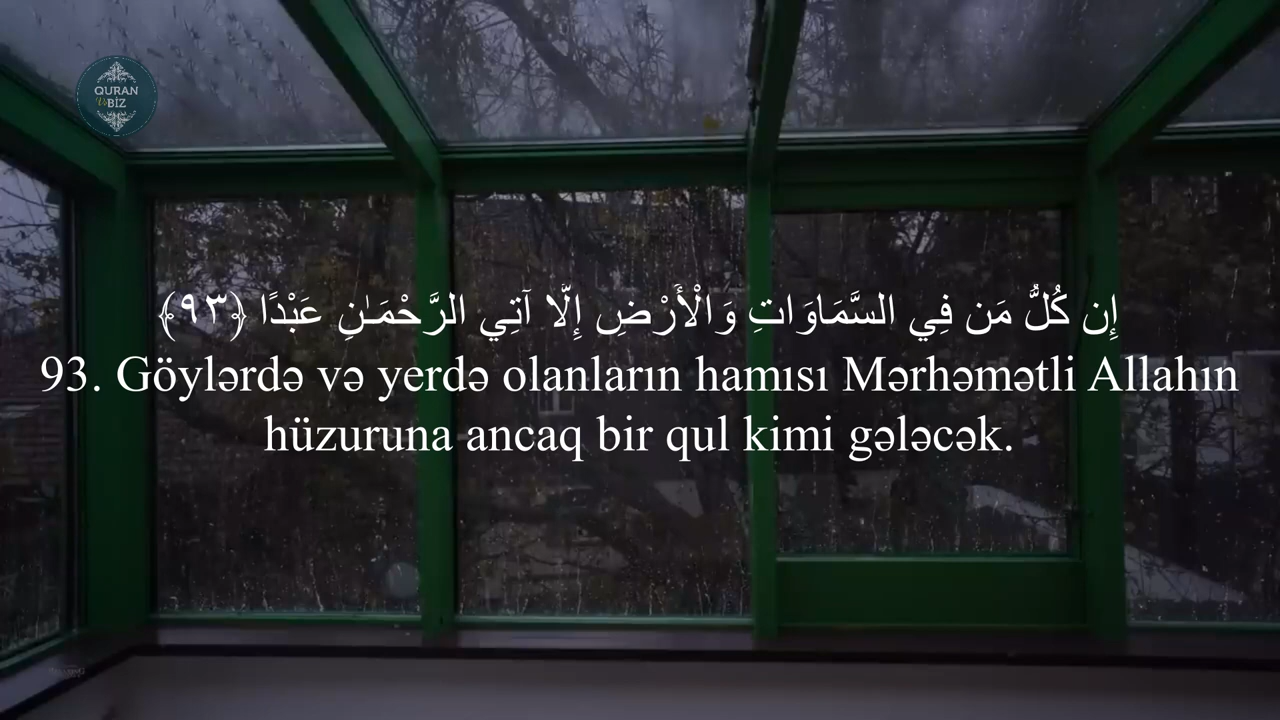 QURAN
Və
BİZ
إِن كُلُّ مَن فِي السَّمَاوَاتِ وَالْأَرْضِ إِلَّا آتِي الرَّحْمَـٰنِ عَبْدًا ﴿٩٣﴾
93. Göylərdə və yerdə olanların hamısı Mərhəmətli Allahın
hüzuruna ancaq bir qul kimi gələcək.